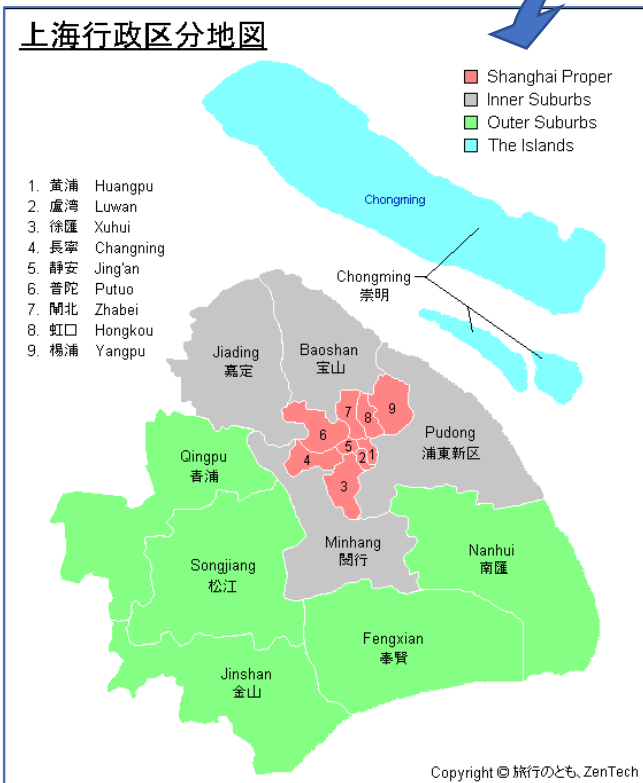 上海行政区分地図
Shanghai Proper
Inner Suburbs
Outer Suburbs
The Islands
1. 黄浦 Huangpu
2. 盧湾 Luwan
3. 徐匯 Xuhui
4. 長寧 Changning
5. 靜安 Jing'an
6. 普陀 Putuo
7. 閘北 Zhabei
8. 虹口 Hongkou
9. 楊浦 Yangpu
Chongming
Chongming
崇明
Jiading
嘉定
Baoshan
宝山
7
8
9
6
5
4
2
1
3
Pudong
浦東新区
Qingpu
青浦
Minhang
閔行
Nanhui
南匯
Songjiang
松江
Fengxian
奉賢
Jinshan
金山
Copyright © 旅行のとも、ZenTech